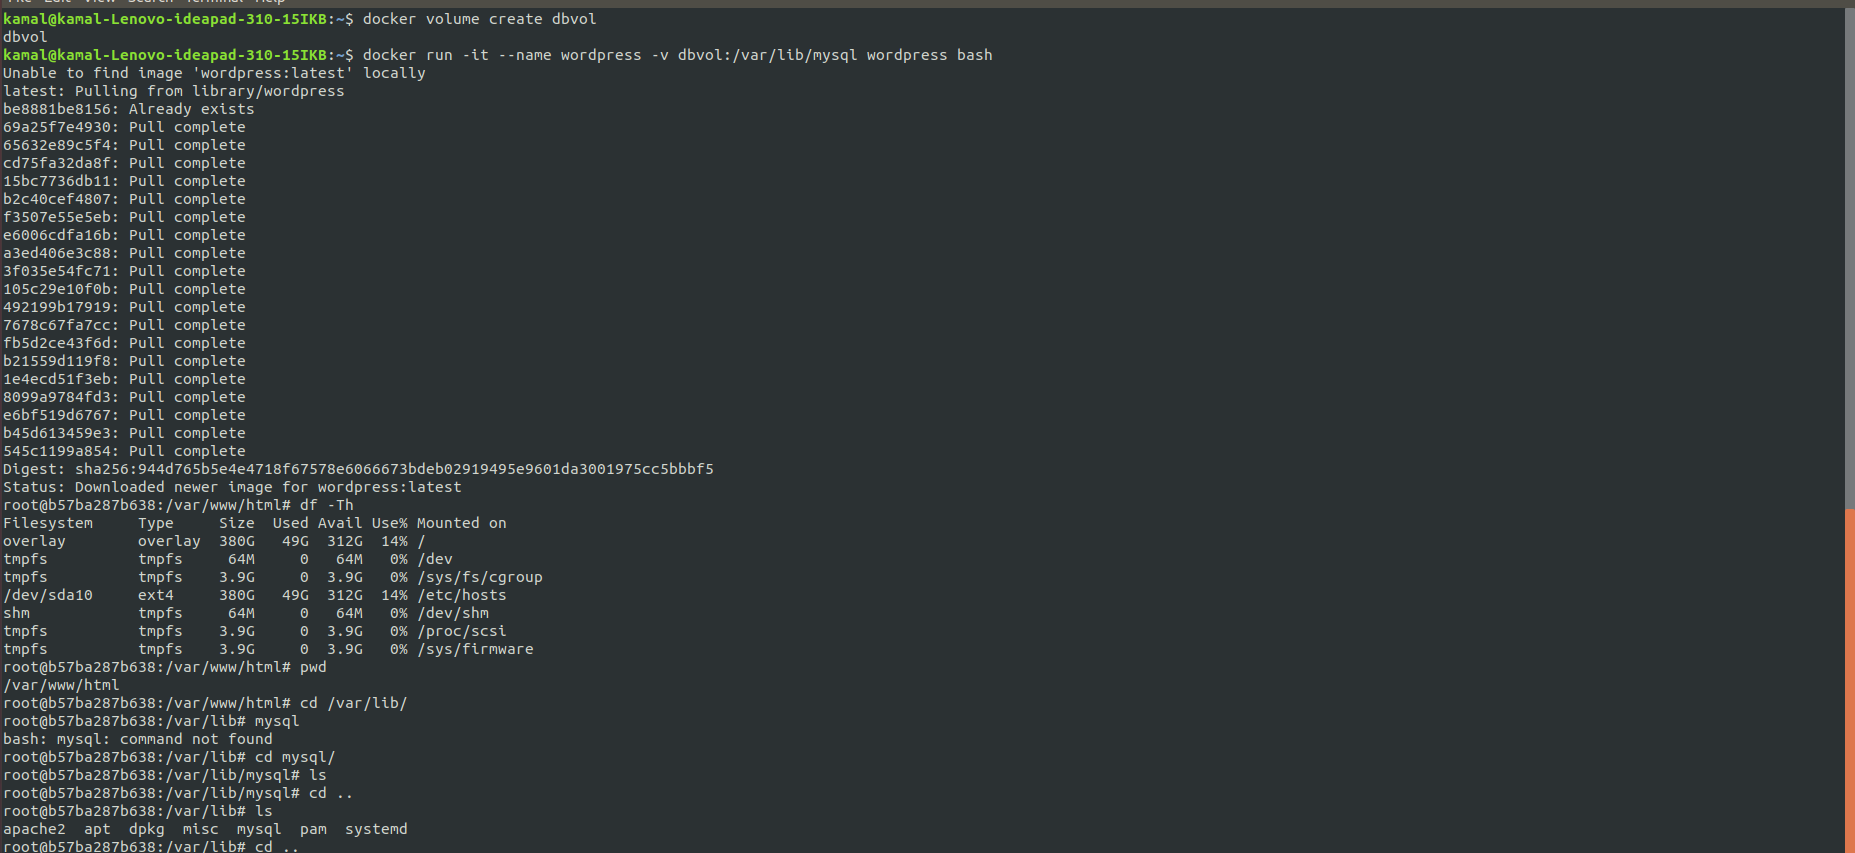 File Edit View Search Terminal Help
kamal@kamal-Lenovo-ideapad-310-15IKB:~$ docker volume create dbvol
dbvol
kamal@kamal-Lenovo-ideapad-310-15IKB:~$ docker run -it --name wordpress -v dbvol:/var/lib/mysql wordpress bash
Unable to find image 'wordpress:latest' locally
latest: Pulling from library/wordpress
be8881be8156: Already exists
69a25f7e4930: Pull complete
65632e89c5f4: Pull complete
cd75fa32da8f: Pull complete
15bc7736db11: Pull complete
b2c40cef4807: Pull complete
f3507e55e5eb: Pull complete
e6006cdfa16b: Pull complete
a3ed406e3c88: Pull complete
3f035e54fc71: Pull complete
105c29e10f0b: Pull complete
492199b17919: Pull complete
7678c67fa7cc: Pull complete
fb5d2ce43f6d: Pull complete
b21559d119f8: Pull complete
1e4ecd51f3eb: Pull complete
8099a9784fd3: Pull complete
e6bf519d6767: Pull complete
b45d613459e3: Pull complete
545c1199a854: Pull complete
Digest: sha256:944d765b5e4e4718f67578e6066673bdeb02919495e9601da3001975cc5bbbf5
Status: Downloaded newer image for wordpress:latest
root@b57ba287b638:/var/www/html# df -Th
Filesystem     Type     Size  Used Avail Use% Mounted on
overlay        overlay  380G   49G  312G  14% /
tmpfs          tmpfs     64M     0   64M   0% /dev
tmpfs          tmpfs    3.9G     0  3.9G   0% /sys/fs/cgroup
/dev/sda10     ext4     380G   49G  312G  14% /etc/hosts
shm            tmpfs     64M     0   64M   0% /dev/shm
tmpfs          tmpfs    3.9G     0  3.9G   0% /proc/scsi
tmpfs          tmpfs    3.9G     0  3.9G   0% /sys/firmware
root@b57ba287b638:/var/www/html# pwd
/var/www/html
root@b57ba287b638:/var/www/html# cd /var/lib/
root@b57ba287b638:/var/lib# mysql
bash: mysql: command not found
root@b57ba287b638:/var/lib# cd mysql/
root@b57ba287b638:/var/lib/mysql# ls
root@b57ba287b638:/var/lib/mysql# cd ..
root@b57ba287b638:/var/lib# ls
apache2  apt  dpkg  misc  mysql  pam  systemd
root@b57ba287b638:/var/lib# cd ..